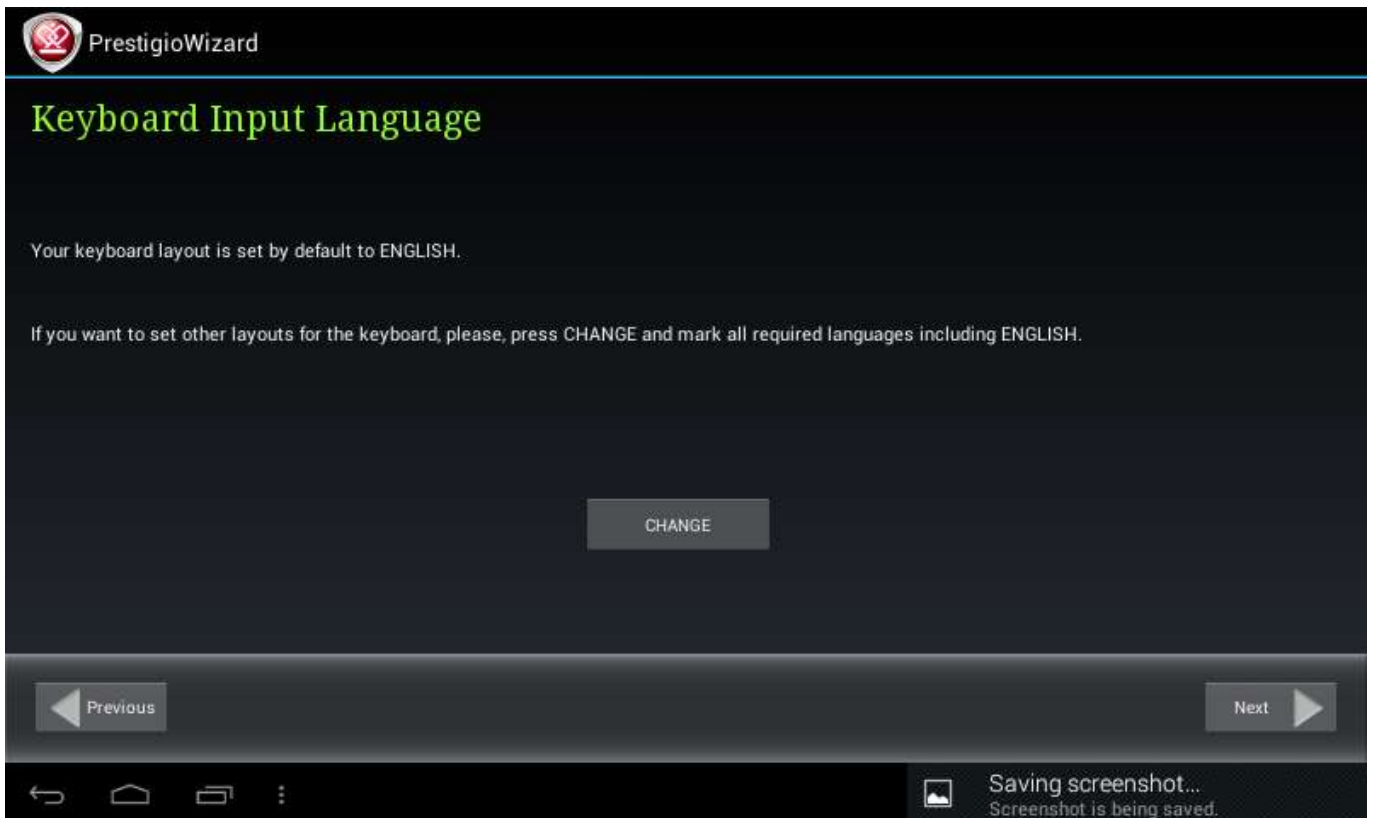 PrestigioWizard
Keyboard Input Language
Your keyboard layout is set by default to ENGLISH.
If you want to set other layouts for the keyboard, please, press CHANGE and mark all required languages including ENGLISH.
CHANGE
Previous
Next
Saving screenshot...
Screenshot is being saved.